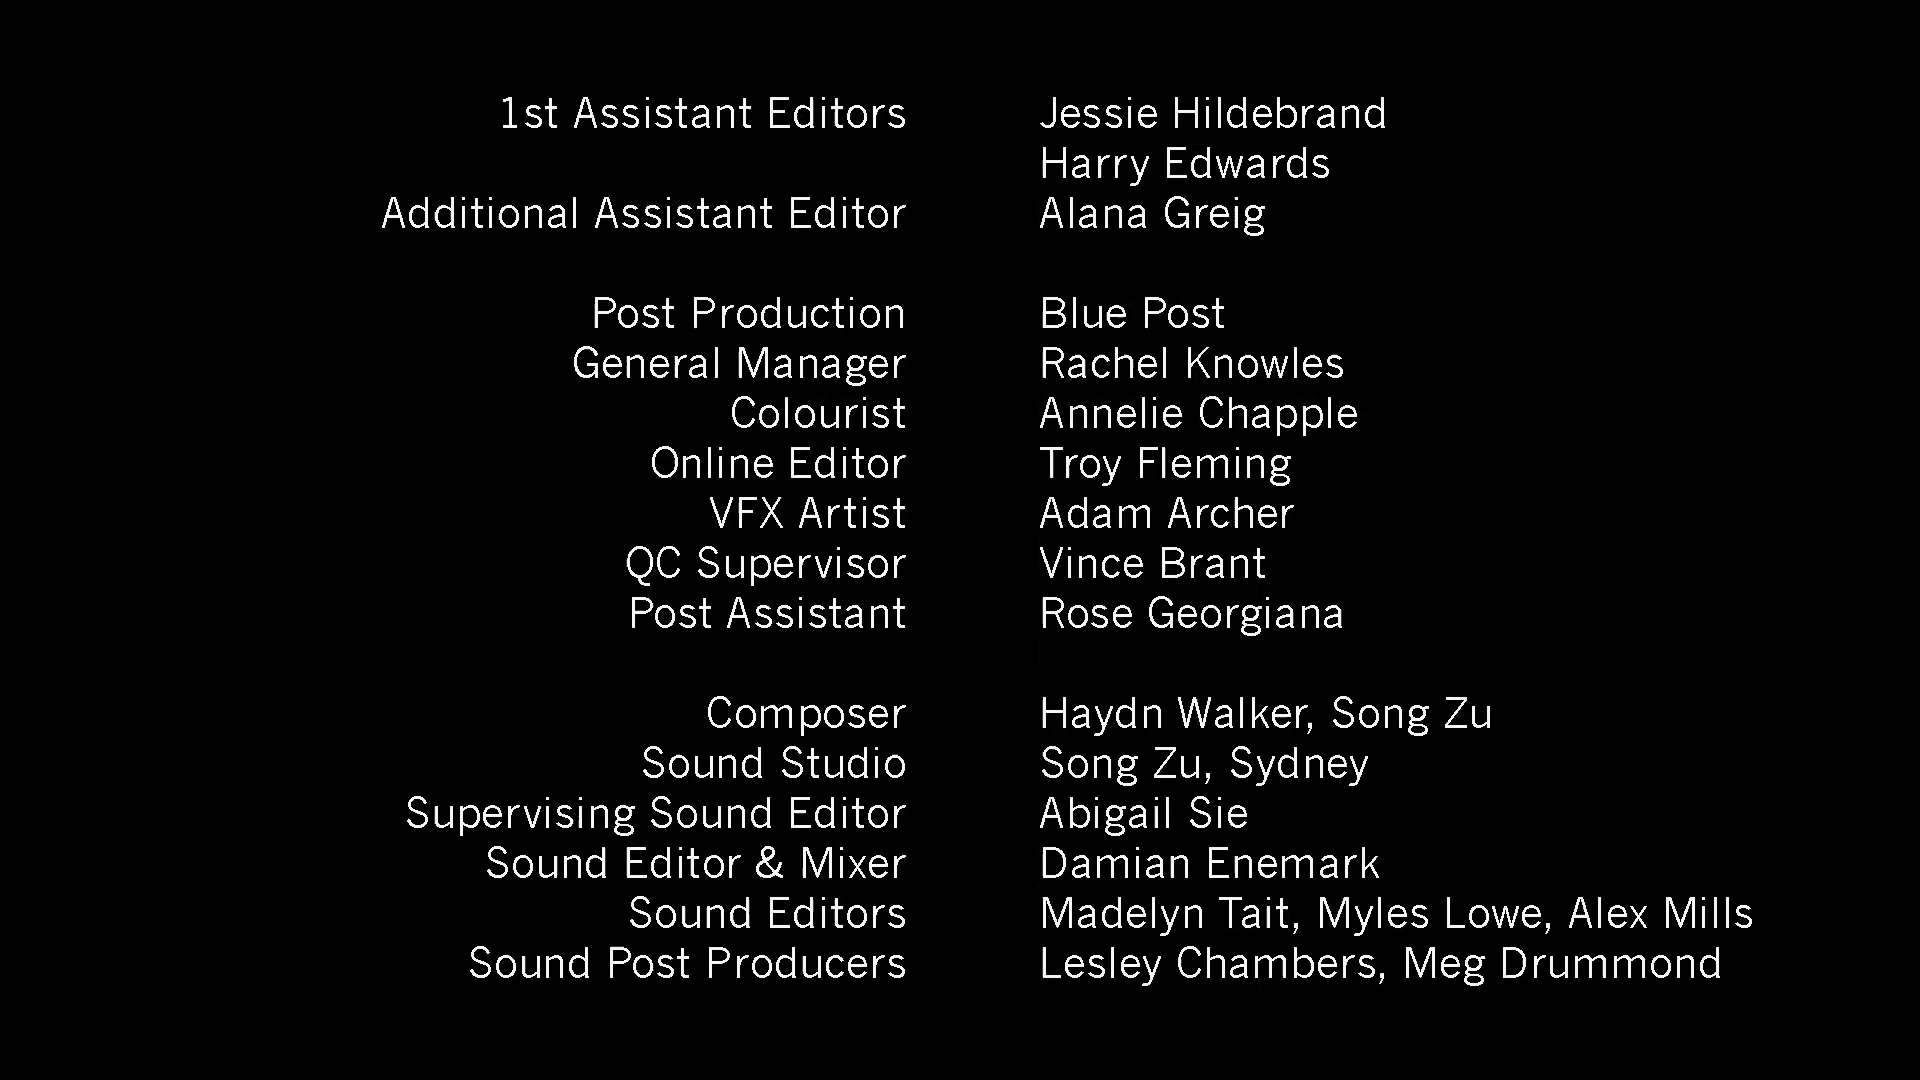 1st Assistant Editors Jessie Hildebrand
Harry Edwards
Additional Assistant Editor Alana Greig
Post Production Blue Post
General Manager Rachel Knowles
Colourist Annelie Chapple
Online Editor Troy Fleming
VFX Artist Adam Archer
QC Supervisor Vince Brant
Post Assistant Rose Georgiana
Composer Haydn Walker, Song Zu
Sound Studio Song Zu, Sydney
Supervising Sound Editor Abigail Sie
Sound Editor & Mixer Damian Enemark
Sound Editors Madelyn Tait, Myles Lowe, Alex Mills
Sound Post Producers Lesley Chambers, Meg Drummond